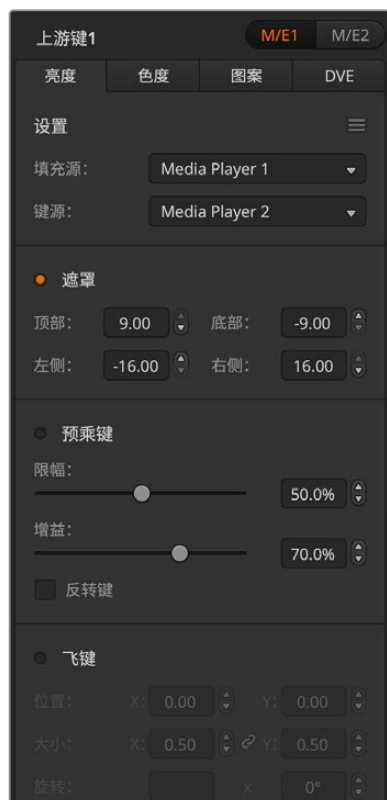 上游键1 M/E1 M/E2
亮度 色度 图案 DVE
设置
填充源: Media Player 1
键源: Media Player 2
遮罩
顶部: 9.00 底部: -9.00
左侧: -16.00 右侧: 16.00
预乘键
限幅:
50.0%
增益:
70.0%
反转键
飞键
位置: X: 0.00 Y: 0.00
大小: X: 0.50 Y: 0.50
旋转: x 0°